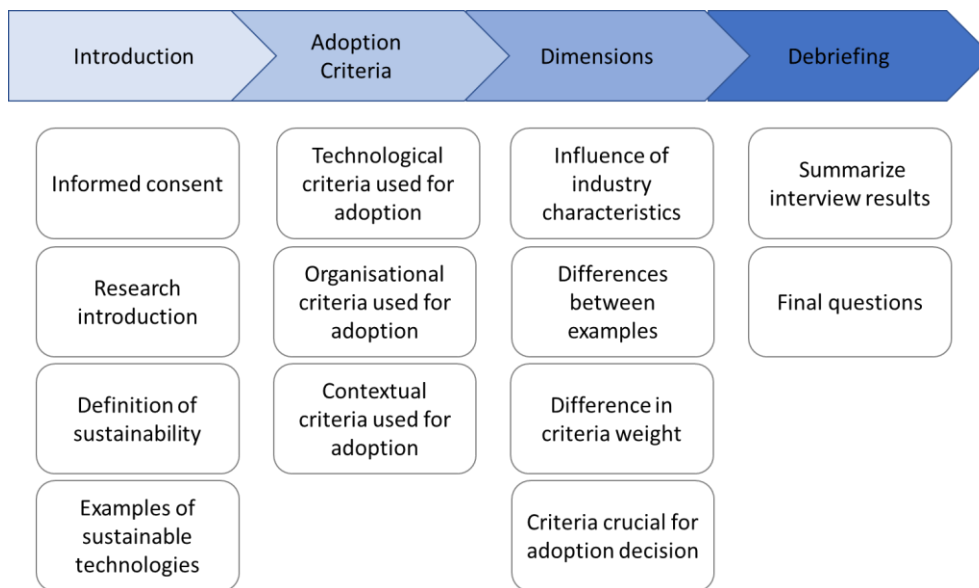 Introduction
Adoption
Criteria
Dimensions
Debriefing
Informed consent
Research
introduction
Definition of
sustainability
Examples of
sustainable
technologies
Technological
criteria used for
adoption
Organisational
criteria used for
adoption
Contextual
criteria used for
adoption
Influence of
industry
characteristics
Differences
between
examples
Difference in
criteria weight
Criteria crucial for
adoption decision
Summarize
interview results
Final questions